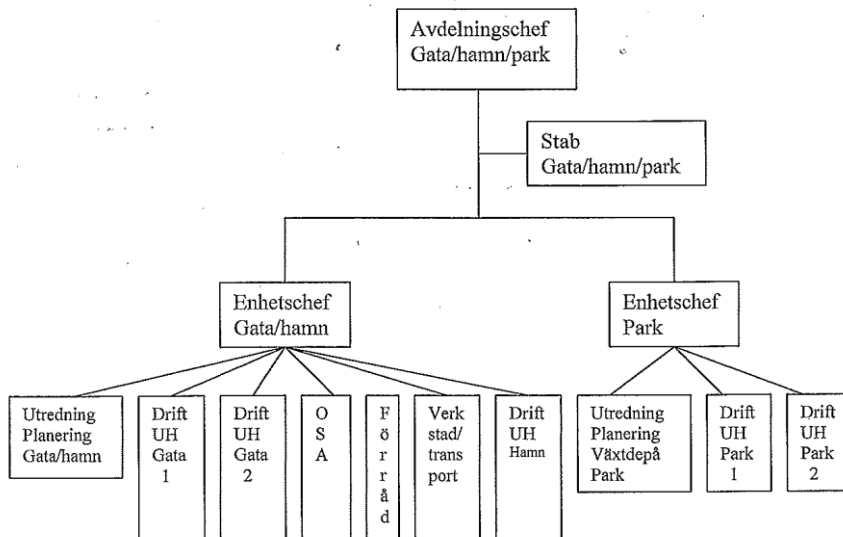 Avdelningschef
Gata/hamn/park
Stab
Gata/hamn/park
Enhetschef
Gata/hamn
Enhetschef
Park
Utredning
Planering
Gata/hamn
Drift
UH
Gata
1
Drift
UH
Gata
2
O
S
A
F
ö
r
r
å
d
Verk
stad/
trans
port
Drift
UH
Hamn
Utredning
Planering
Växtdepå
Park
Drift
UH
Park
1
Drift
UH
Park
2